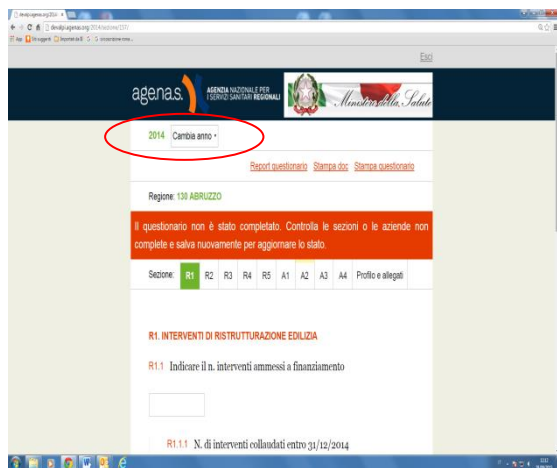 Esci
agenas.
AGENZIA NAZIONALE PER
I SERVIZI SANITARI REGIONALI
Ministero della Salute
2014 Cambia anno
Report questionario Stampa doc Stampa questionario
Regione: 130 ABRUZZO
Il questionario non è stato completato. Controlla le sezioni o le aziende non
complete e salva nuovamente per aggiornare lo stato.
Sezione: R1 R2 R3 R4 R5 A1 A2 A3 A4 Profilo e allegati
R1. INTERVENTI DI RISTRUTTURAZIONE EDILIZIA
R1.1 Indicare il n. interventi ammessi a finanziamento
R1.1.1 N. di interventi collaudati entro 31/12/2014